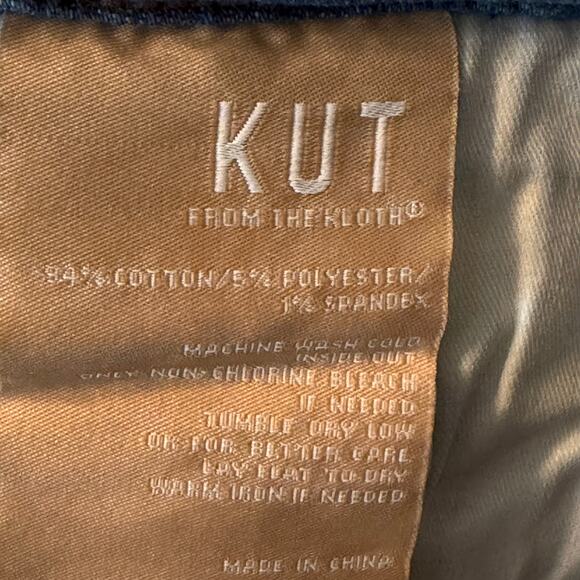 KUT
FROM THE KLOTH®
94% COTTON/5% POLYESTER/
1% SPANDEX
MACHINE WASH COLD
INSIDE OUT
ONLY NON-CHLORINE BLEACH
IF NEEDED
TUMBLE DRY LOW
OR FOR BETTER CARE
LAY FLAT TO DRY
WARM IRON IF NEEDED
MADE IN CHINA